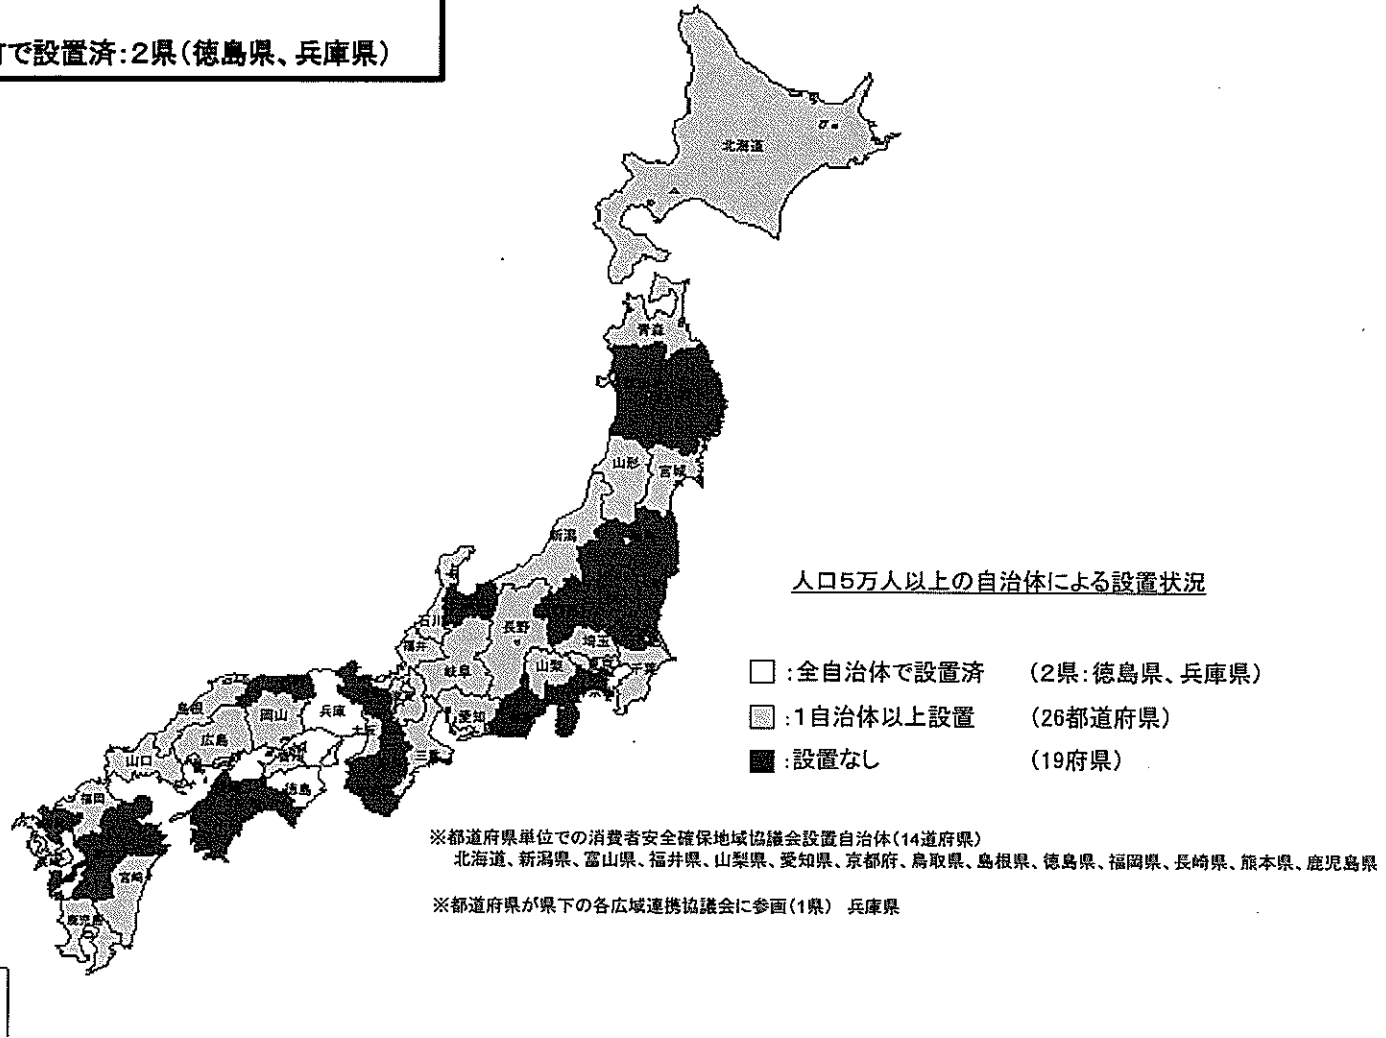 町で設置済:2県(徳島県、兵庫県)
北海道
青森
山形
宮城
新潟
石川
長野
福井
埼玉
岐阜
山梨
東京
千葉
島根
岡山
兵庫
愛知
広島
大阪
香川
三重
山口
徳島
福岡
宮崎
鹿児島
人口5万人以上の自治体による設置状況
:全自治体で設置済 (2県:徳島県、兵庫県)
:1自治体以上設置 (26都道府県)
:設置なし (19府県)
※都道府県単位での消費者安全確保地域協議会設置自治体(14道府県)
北海道、新潟県、富山県、福井県、山梨県、愛知県、京都府、鳥取県、島根県、徳島県、福岡県、長崎県、熊本県、鹿児島県
※都道府県が県下の各広域連携協議会に参画(1県) 兵庫県